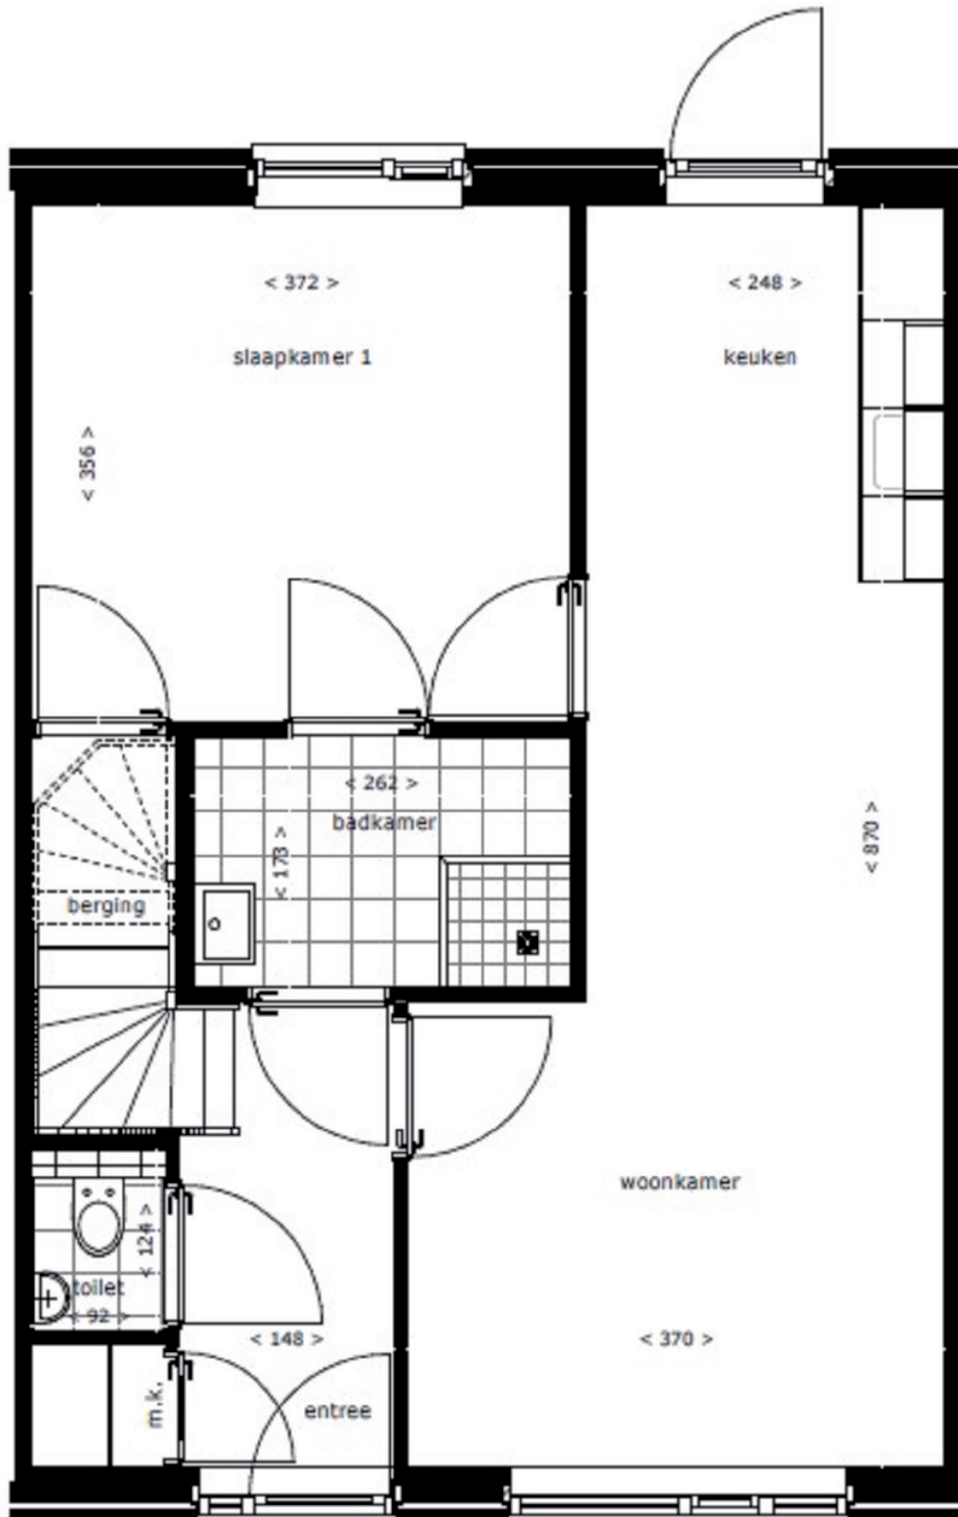 < 372 >
< 248 >
slaapkamer 1
keuken
< 356 >
< 262 >
badkamer
< 173 >
< 870 >
berging
woonkamer
< 124 >
toilet
< 92 >
< 148 >
< 370 >
m.k.
entree